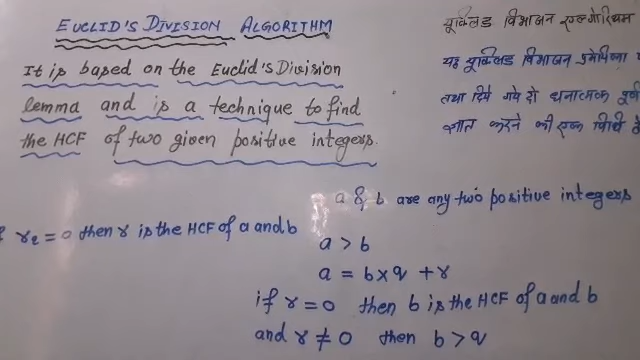 EUCLID'S DIVISION ALGORITHM
It is based on the Euclid's Division
lemma and is a technique to find
the HCF of two given positive integers.
यूक्लिड विभाजन एल्गोरिथम
यह यूक्लिड विभाजन प्रमेयिका
तथा दिये गये दो धनात्मक पूर्ण
ज्ञात करने की एक विधि है
a & b are any two positive integers
r₂ = 0 then r is the HCF of a and b
a > b
a = b x q + r
if r = 0 then b is the HCF of a and b
and r ≠ 0 then b > q